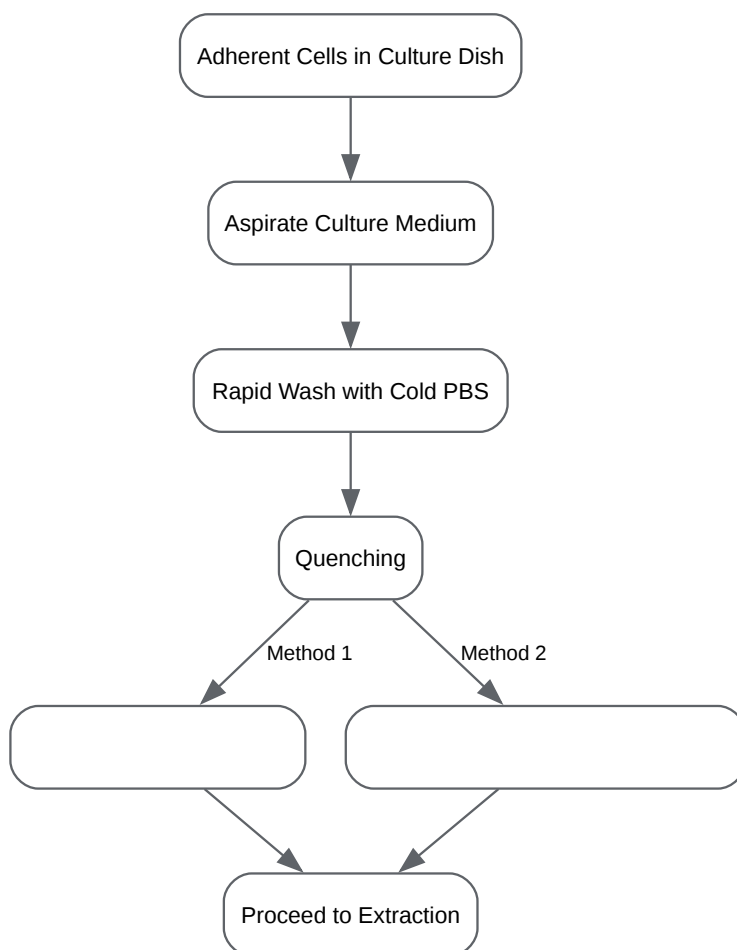 Adherent Cells in Culture Dish
Aspirate Culture Medium
Rapid Wash with Cold PBS
Quenching
Method 1
Method 2
Proceed to Extraction